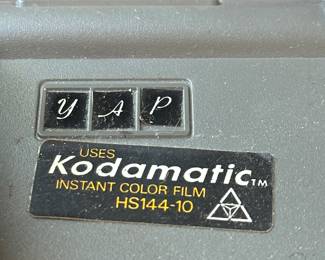 Y A P
USES
Kodamatic™
INSTANT COLOR FILM
HS144-10